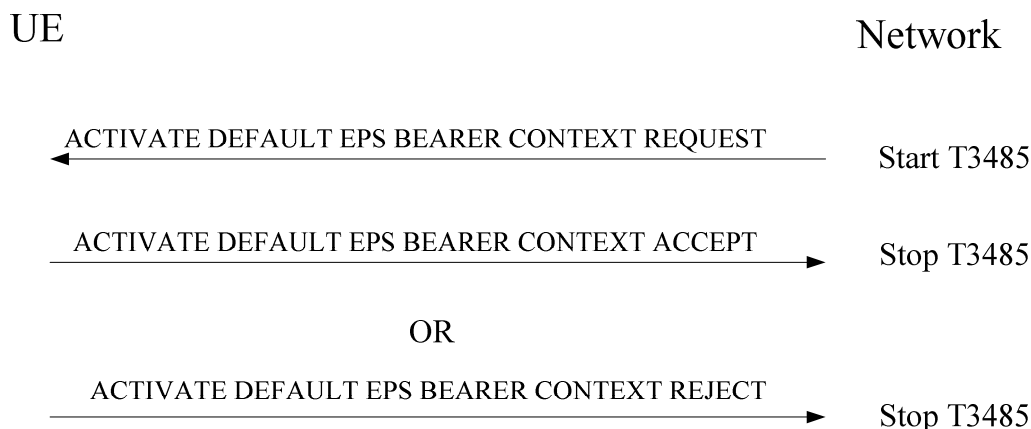 UE
Network
ACTIVATE DEFAULT EPS BEARER CONTEXT REQUEST
Start T3485
ACTIVATE DEFAULT EPS BEARER CONTEXT ACCEPT
Stop T3485
OR
ACTIVATE DEFAULT EPS BEARER CONTEXT REJECT
Stop T3485